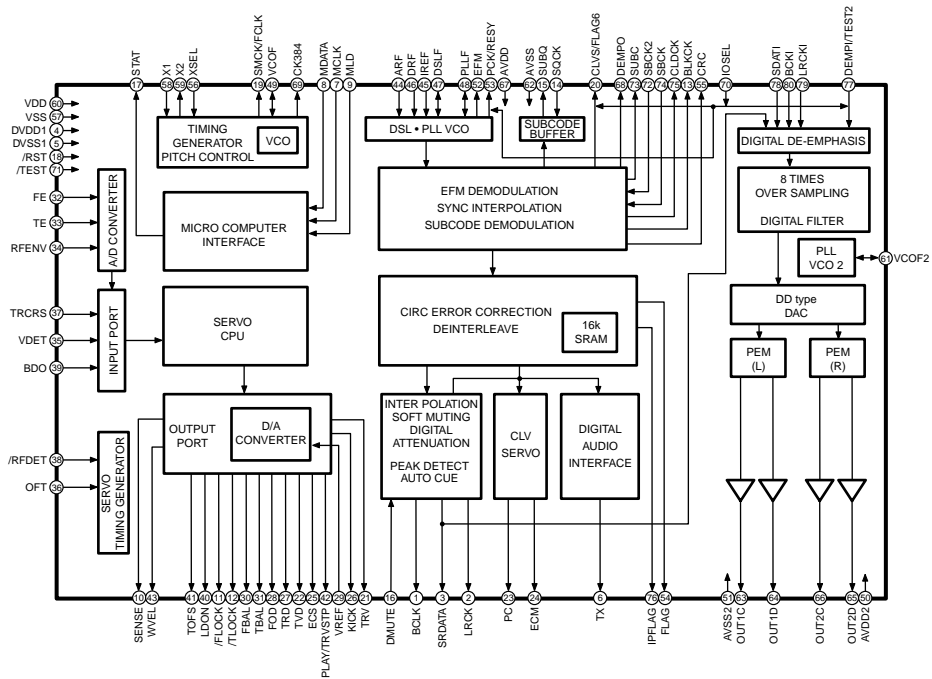 STAT
X1
X2
XSEL
SMCK/FCLK
VCOF
CK384
MDATA
MCLK
MLD
ARF
DRF
IREF
DSLF
PLLF
EFM
PCK/RESY
AVDD
AVSS
SUBQ
SQCK
CLVS/FLAG6
DEMPO
SUBC
SBCK2
SBCK
CLDCK
BLKCK
CRC
IOSEL
SDATI
BCKI
LRCKI
DEMPI/TEST2
17 58 59 56 19 49 69 8 7 9 44 46 45 47 48 52 53 67 62 15 14 20 68 73 72 74 75 13 55 70 78 80 79 77
VDD 60
VSS 57
DVDD1 4
DVSS1 5
/RST 18
/TEST 71
FE 32
TE 33
RFENV 34
TRCRS 37
VDET 35
BDO 39
/RFDET 38
OFT 36
TIMING
GENERATOR
PITCH CONTROL
VCO
DSL • PLL VCO
SUBCODE
BUFFER
DIGITAL DE-EMPHASIS
A/D CONVERTER
MICRO COMPUTER
INTERFACE
EFM DEMODULATION
SYNC INTERPOLATION
SUBCODE DEMODULATION
8 TIMES
OVER SAMPLING
DIGITAL FILTER
PLL
VCO 2
61 VCOF2
INPUT PORT
SERVO
CPU
CIRC ERROR CORRECTION
DEINTERLEAVE
16k
SRAM
DD type
DAC
PEM
(L)
PEM
(R)
OUTPUT
PORT
D/A
CONVERTER
INTER POLATION
SOFT MUTING
DIGITAL
ATTENUATION
PEAK DETECT
AUTO CUE
CLV
SERVO
DIGITAL
AUDIO
INTERFACE
SERVO
TIMING GENERATOR
10 43 41 40 11 12 30 31 28 27 22 25 42 29 26 21 16 1 3 2 23 24 6 76 54 51 63 64 66 65 50
SENSE
WVEL
TOFS
LDON
/FLOCK
/TLOCK
FBAL
TBAL
FOD
TRD
TVD
ECS
PLAY/TRVSTP
VREF
KICK
TRV
DMUTE
BCLK
SRDATA
LRCK
PC
ECM
TX
IPFLAG
FLAG
AVSS2
OUT1C
OUT1D
OUT2C
OUT2D
AVDD2